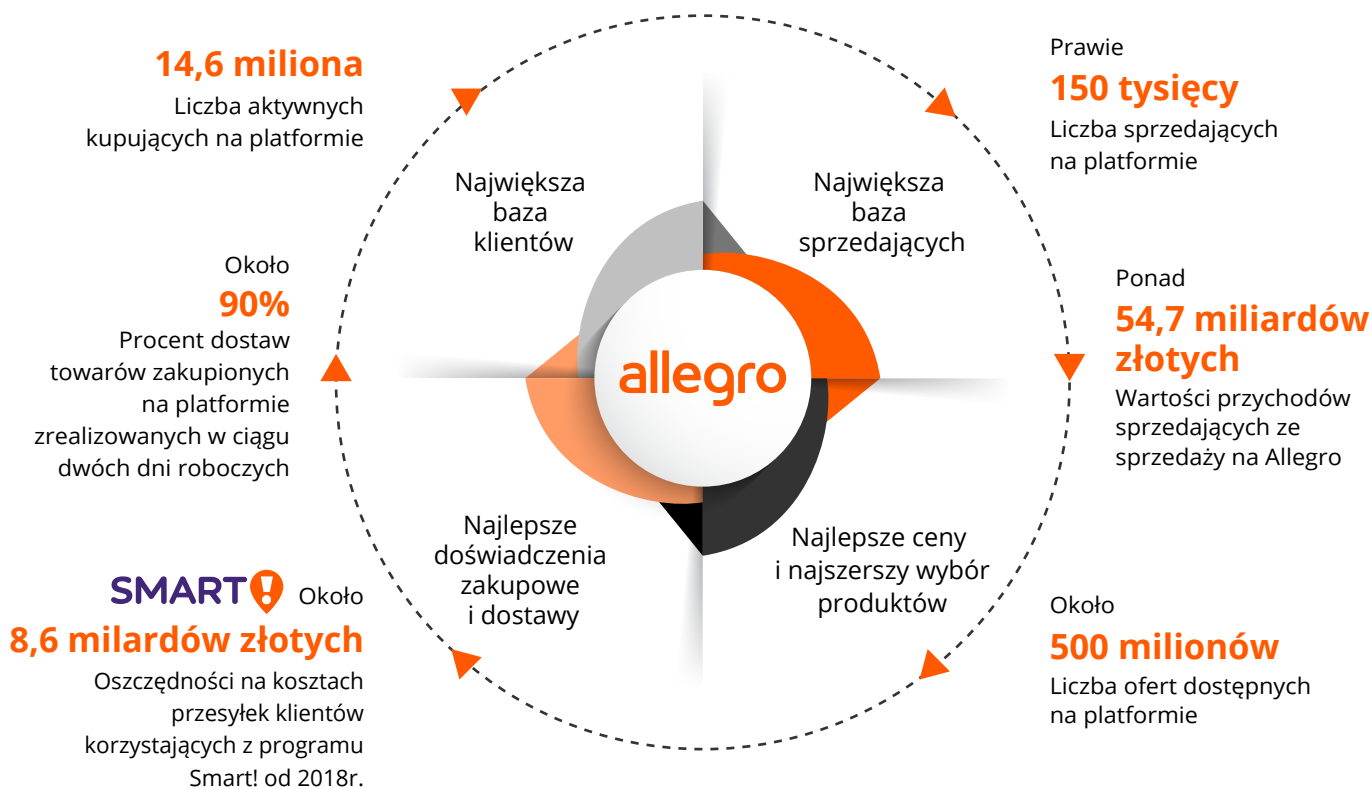 14,6 miliona
Liczba aktywnych
kupujących na platformie
Prawie
150 tysięcy
Liczba sprzedających
na platformie
Największa
baza
klientów
Największa
baza
sprzedających
Około
90%
Procent dostaw
towarów zakupionych
na platformie
zrealizowanych w ciągu
dwóch dni roboczych
allegro
Ponad
54,7 miliardów
złotych
Wartości przychodów
sprzedających ze
sprzedaży na Allegro
Najlepsze
doświadczenia
zakupowe
i dostawy
Najlepsze ceny
i najszerszy wybór
produktów
SMART! Około
8,6 milardów złotych
Oszczędności na kosztach
przesyłek klientów
korzystających z programu
Smart! od 2018r.
Około
500 milionów
Liczba ofert dostępnych
na platformie